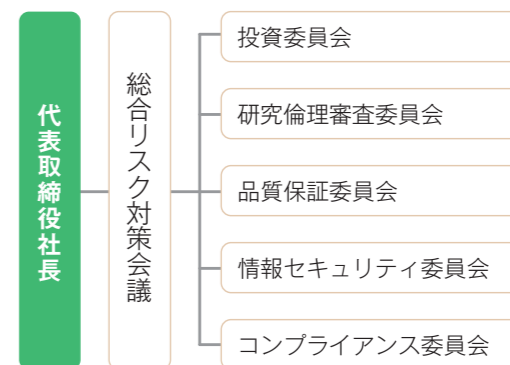 代表取締役社長
総合リスク対策会議
投資委員会
研究倫理審査委員会
品質保証委員会
情報セキュリティ委員会
コンプライアンス委員会